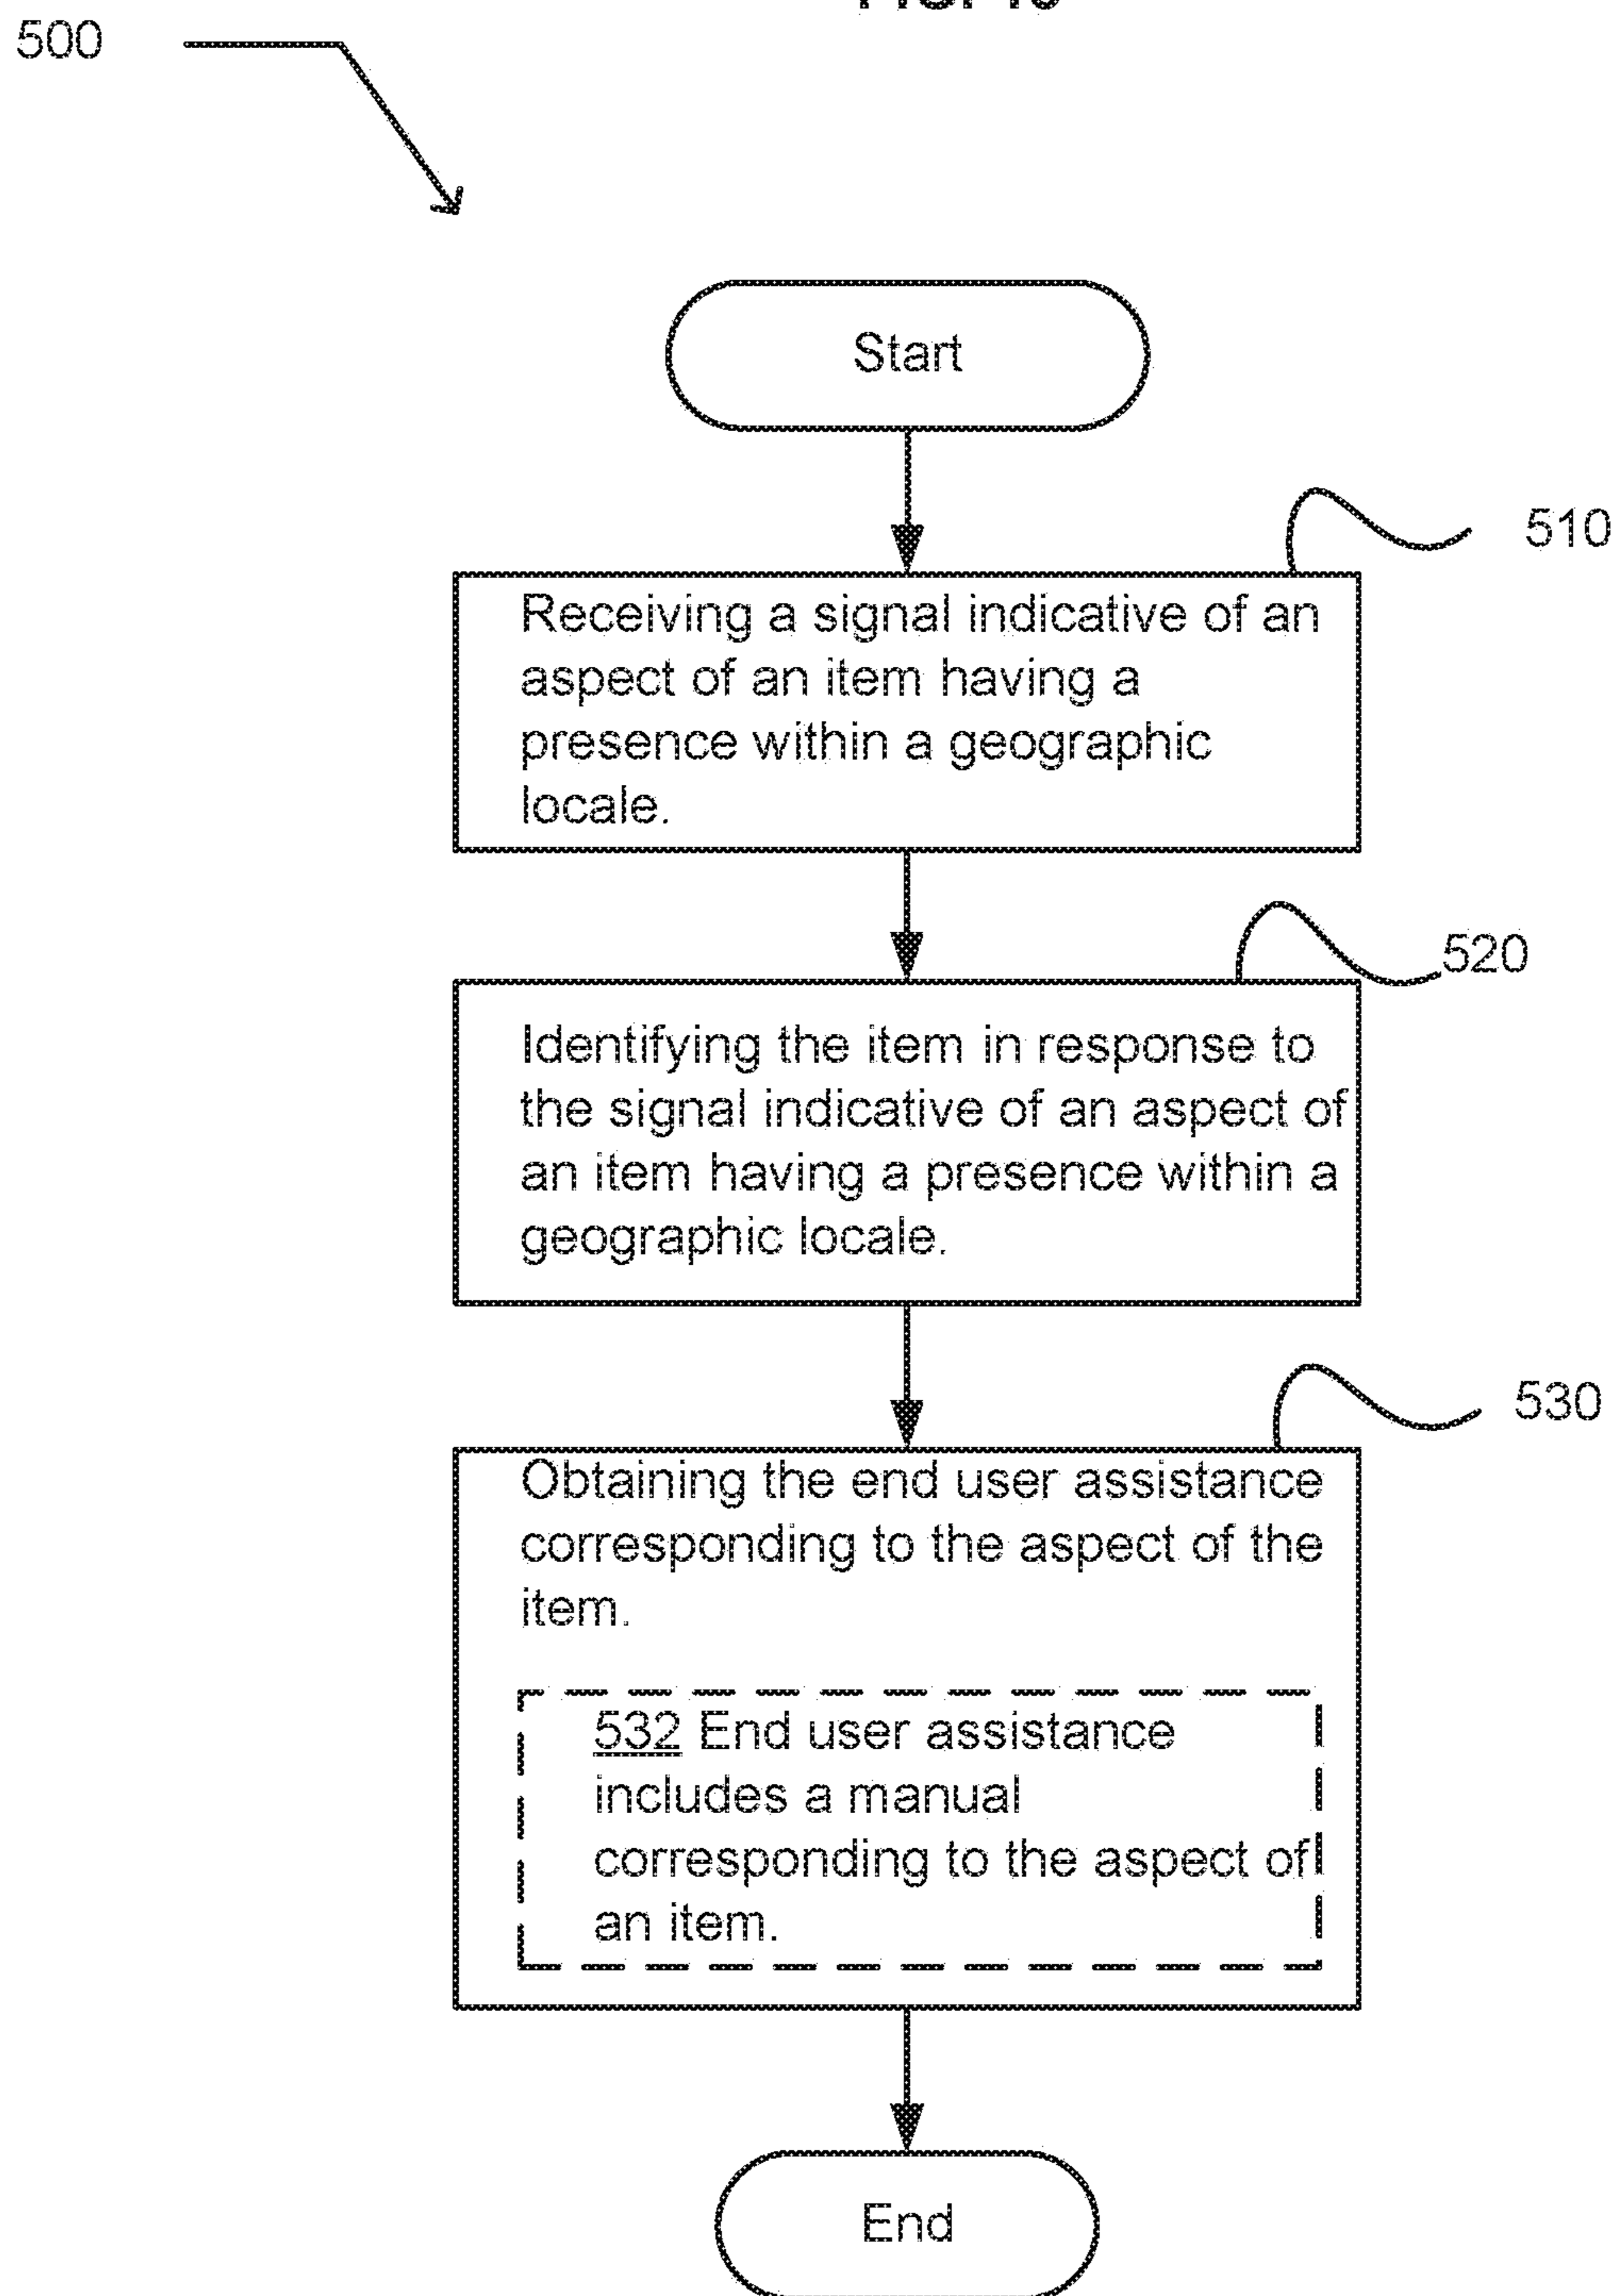 500
Start
510
Receiving a signal indicative of an
aspect of an item having a
presence within a geographic
locale.
520
Identifying the item in response to
the signal indicative of an aspect of
an item having a presence within a
geographic locale.
530
Obtaining the end user assistance
corresponding to the aspect of the
item.
532 End user assistance
includes a manual
corresponding to the aspect of
an item.
End